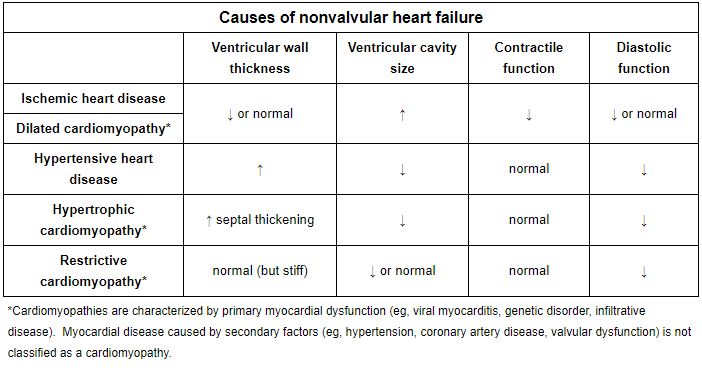 Causes of nonvalvular heart failure
Ventricular wall thickness	Ventricular cavity size	Contractile function	Diastolic function
Ischemic heart disease
Dilated cardiomyopathy*
↓ or normal	↑	↓	↓ or normal
Hypertensive heart disease	↑	↓	normal	↓
Hypertrophic cardiomyopathy*	↑ septal thickening	↓	normal	↓
Restrictive cardiomyopathy*	normal (but stiff)	↓ or normal	normal	↓
*Cardiomyopathies are characterized by primary myocardial dysfunction (eg, viral myocarditis, genetic disorder, infiltrative
disease).  Myocardial disease caused by secondary factors (eg, hypertension, coronary artery disease, valvular dysfunction) is not
classified as a cardiomyopathy.